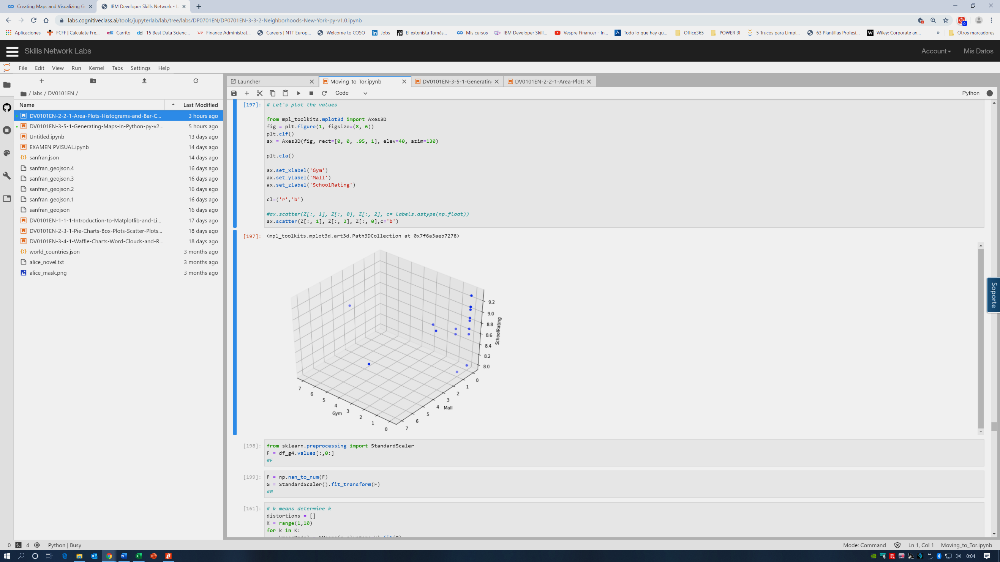 Creating Maps and Visualizing Ge
IBM Developer Skills Network - L
labs.cognitiveclass.ai/tools/jupyterlab/lab/tree/labs/DP0701EN/DP0701EN-3-3-2-Neighborhoods-New-York-py-v1.0.ipynb
Aplicaciones
FCFF | Calculate Fre...
edX Carrito
dd 15 Best Data Scienc...
Finance Administrat...
Careers | NTT Europ...
Welcome to COSO
Jobs
El extenista Tomás...
Mis cursos
IBM Developer Skill...
Vespre Financer - In...
Todo lo que hay qu...
Office365
POWER BI
5 Trucos para Limpi...
63 Plantillas Profesi...
Wiley: Corporate an...
»
Otros marcadores
Skills Network Labs
Account
Mis Datos
File Edit View Run Kernel Tabs Settings Help
/ labs / DV0101EN /
Name Last Modified
DV0101EN-2-2-1-Area-Plots-Histograms-and-Bar-C... 3 hours ago
DV0101EN-3-5-1-Generating-Maps-in-Python-py-v2... 5 hours ago
Untitled.ipynb 13 days ago
EXAMEN PVISUAL.ipynb 14 days ago
sanfran.json 14 days ago
sanfran_geojson.4 16 days ago
sanfran_geojson.3 16 days ago
sanfran_geojson.2 16 days ago
sanfran_geojson.1 16 days ago
sanfran_geojson 16 days ago
DV0101EN-1-1-1-Introduction-to-Matplotlib-and-Li... 17 days ago
DV0101EN-2-3-1-Pie-Charts-Box-Plots-Scatter-Plots... 18 days ago
DV0101EN-3-4-1-Waffle-Charts-Word-Clouds-and-R... 18 days ago
world_countries.json 3 months ago
alice_novel.txt 3 months ago
alice_mask.png 3 months ago
Launcher
Moving_to_Tor.ipynb
DV0101EN-3-5-1-Generatin
DV0101EN-2-2-1-Area-Plots
Code
Python
[197]: # Let's plot the values
from mpl_toolkits.mplot3d import Axes3D
fig = plt.figure(1, figsize=(8, 6))
plt.clf()
ax = Axes3D(fig, rect=[0, 0, .95, 1], elev=40, azim=130)
plt.cla()
ax.set_xlabel('Gym')
ax.set_ylabel('Mall')
ax.set_zlabel('SchoolRating')
cl=('r','b')
#ax.scatter(Z[:, 1], Z[:, 0], Z[:, 2], c= labels.astype(np.float))
ax.scatter(Z[:, 1], Z[:, 2], Z[:, 0],c='b')
[197]: <mpl_toolkits.mplot3d.art3d.Path3DCollection at 0x7f6a3aeb7278>
9.2
9.0
8.8
8.6
8.4
8.2
8.0
SchoolRating
7
6
5
4
3
2
1
0
Gym
0
1
2
3
4
5
6
7
Mall
Soporte
[198]: from sklearn.preprocessing import StandardScaler
F = df_g4.values[:,0:]
#F
[199]: F = np.nan_to_num(F)
G = StandardScaler().fit_transform(F)
#G
[161]: # k means determine k
distortions = []
K = range(1,10)
for k in K:
0
4
Python | Busy
Mode: Command
Ln 1, Col 1
Moving_to_Tor.ipynb
0:04